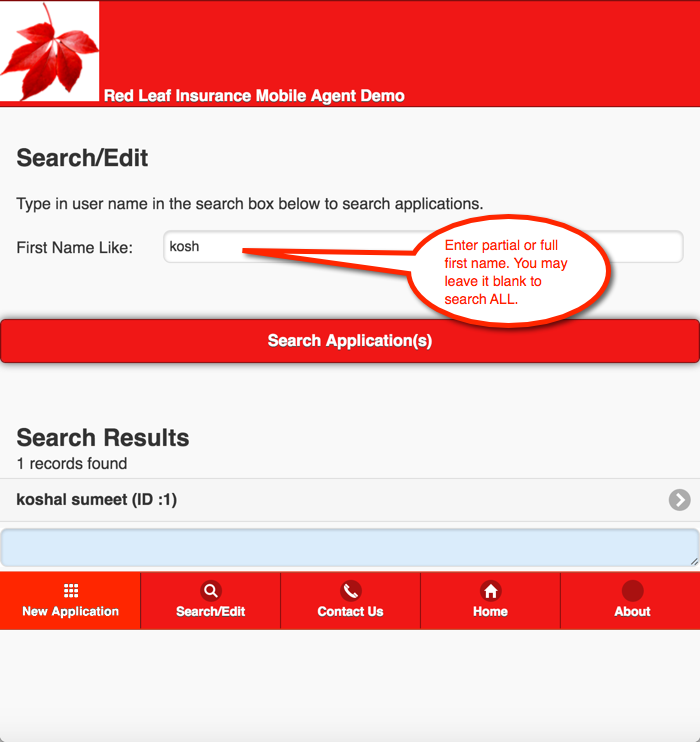 Red Leaf Insurance Mobile Agent Demo
Search/Edit
Type in user name in the search box below to search applications.
First Name Like:
kosh
Enter partial or full
first name. You may
leave it blank to
search ALL.
Search Application(s)
Search Results
1 records found
koshal sumeet (ID :1)
New Application
Search/Edit
Contact Us
Home
About